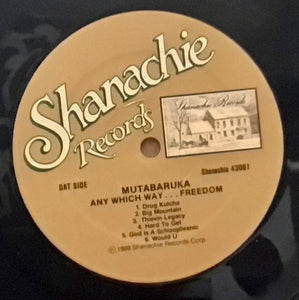 Shanachie
Records
Shanachie Records
DAT SIDE
Shanachie 43061
MUTABARUKA
ANY WHICH WAY . . . FREEDOM
1. Drug Kulcha
2. Big Mountain
3. Thievin Legacy
4. Hard To Get
5. God Is A Schizophrenic
6. Would U
©1989 Shanachie Records Corp.